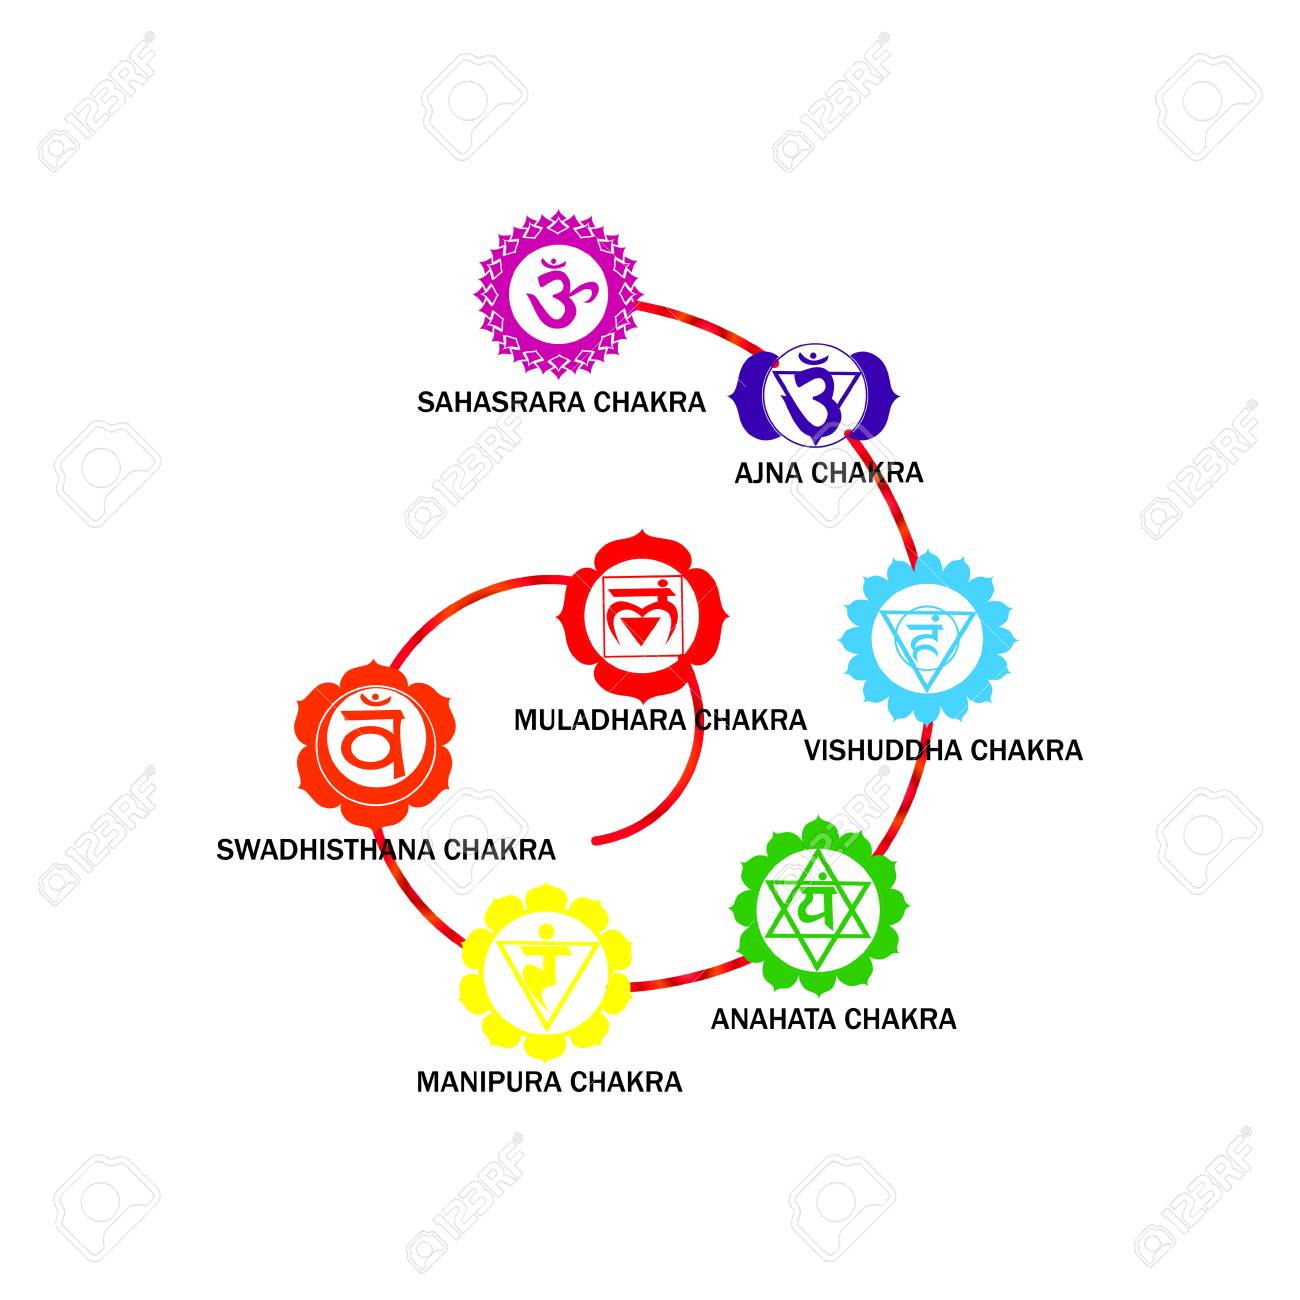 123RF
123RF
ॐ
SAHASRARA CHAKRA
AJNA CHAKRA
123RF
123RF
लं
MULADHARA CHAKRA
हं
VISHUDDHA CHAKRA
वँ
SWADHISTHANA CHAKRA
123RF
123RF
यं
ANAHATA CHAKRA
रं
MANIPURA CHAKRA
123RF
123RF